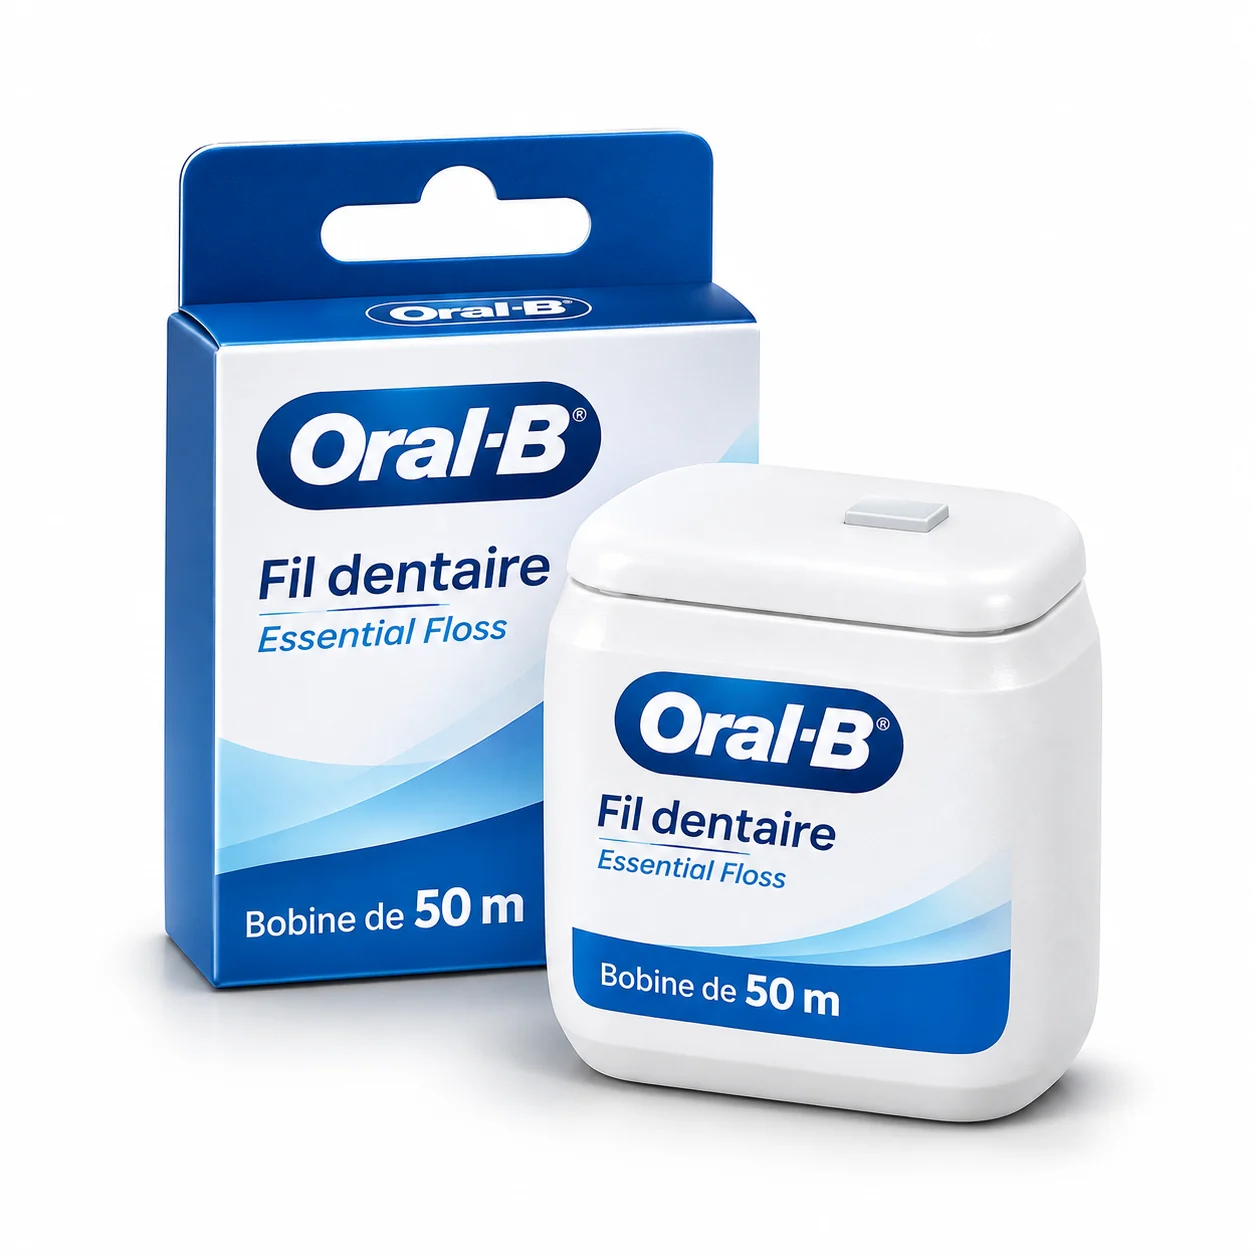 Oral-B®
Oral-B®
Fil dentaire
Essential Floss
Bobine de 50 m
Oral-B®
Fil dentaire
Essential Floss
Bobine de 50 m